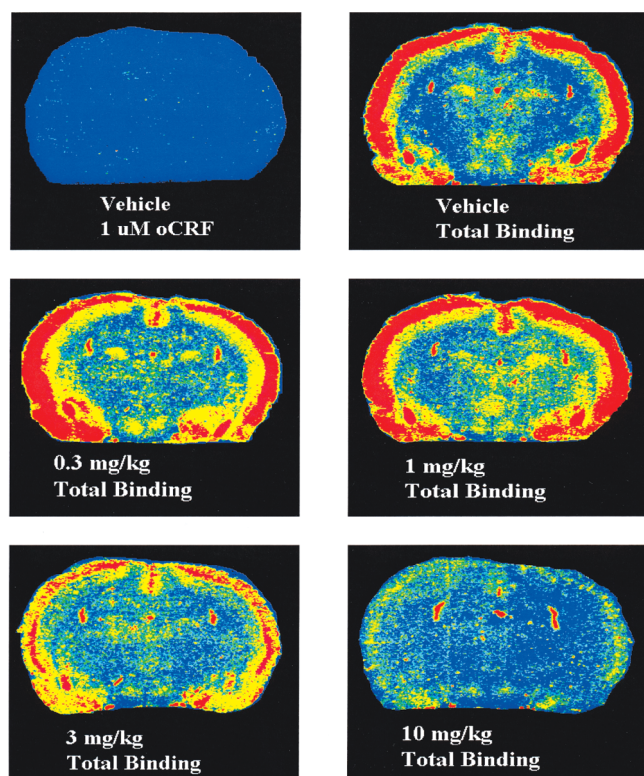 Vehicle
1 uM oCRF
Vehicle
Total Binding
0.3 mg/kg
Total Binding
1 mg/kg
Total Binding
3 mg/kg
Total Binding
10 mg/kg
Total Binding